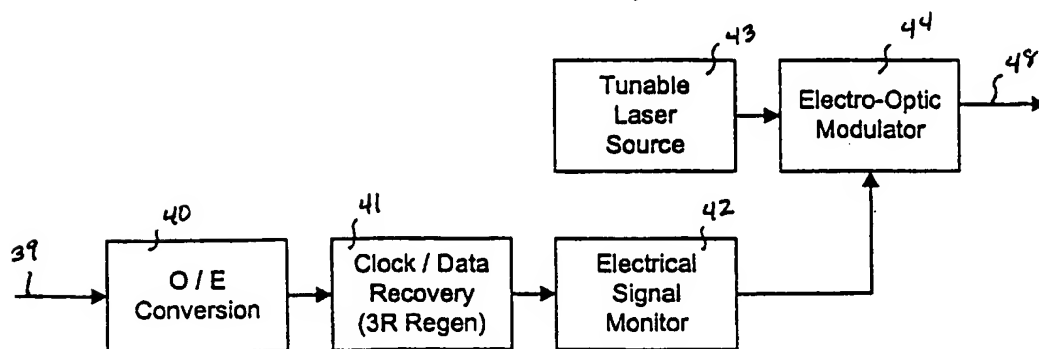 43
Tunable
Laser
Source
44
Electro-Optic
Modulator
48
39
40
O / E
Conversion
41
Clock / Data
Recovery
(3R Regen)
42
Electrical
Signal
Monitor